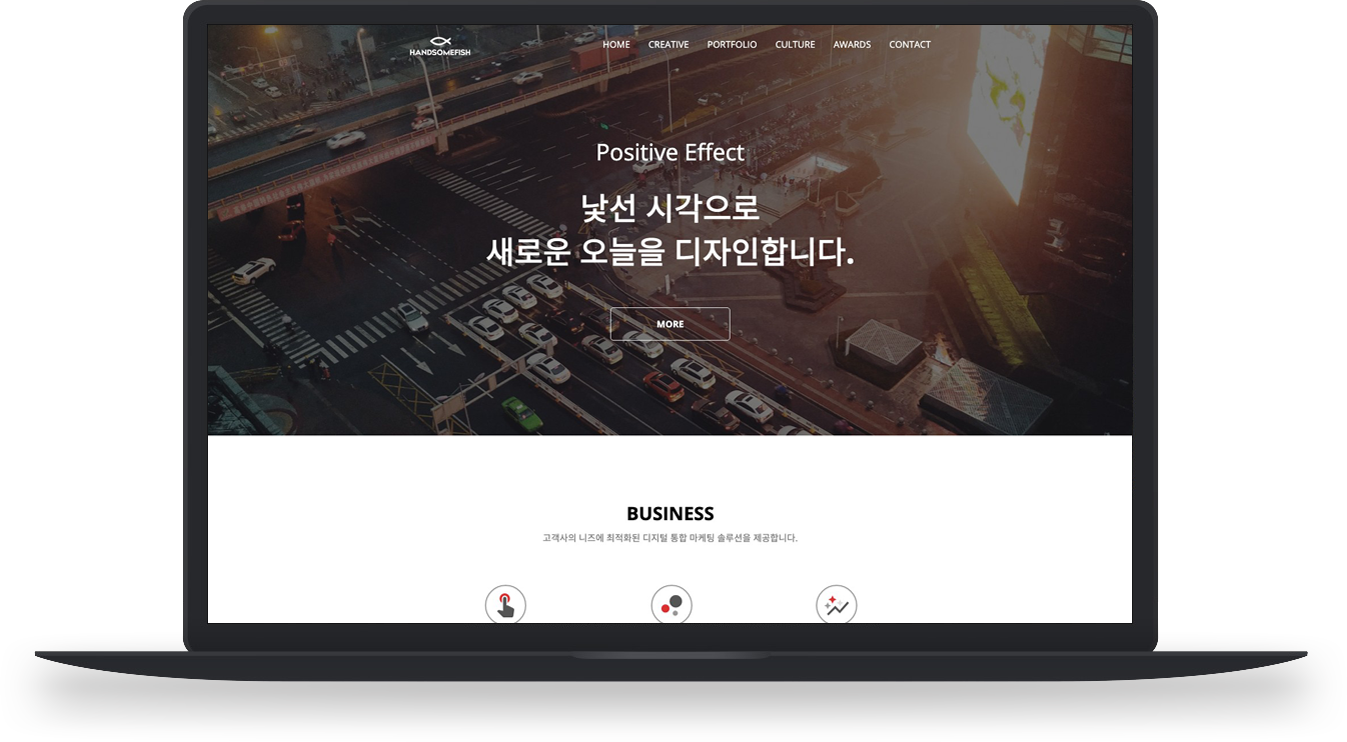 HANDSOMEFISH
HOME CREATIVE PORTFOLIO CULTURE AWARDS CONTACT
Positive Effect
낯선 시각으로
새로운 오늘을 디자인합니다.
MORE
BUSINESS
고객사의 니즈에 최적화된 디지털 통합 마케팅 솔루션을 제공합니다.